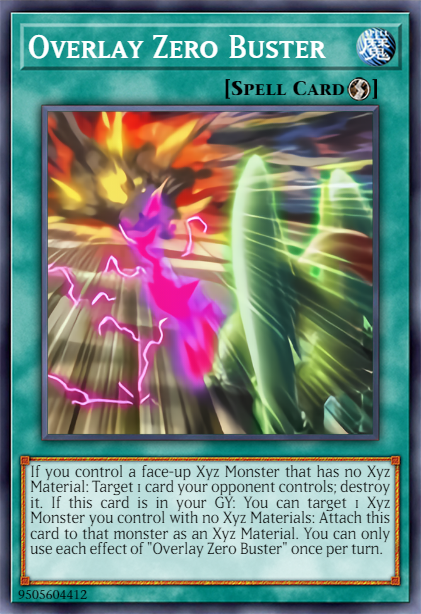 Overlay Zero Buster
魔
[Spell Card]
If you control a face-up Xyz Monster that has no Xyz
Material: Target 1 card your opponent controls; destroy
it. If this card is in your GY: You can target 1 Xyz
Monster you control with no Xyz Materials: Attach this
card to that monster as an Xyz Material. You can only
use each effect of "Overlay Zero Buster" once per turn.
9505604412